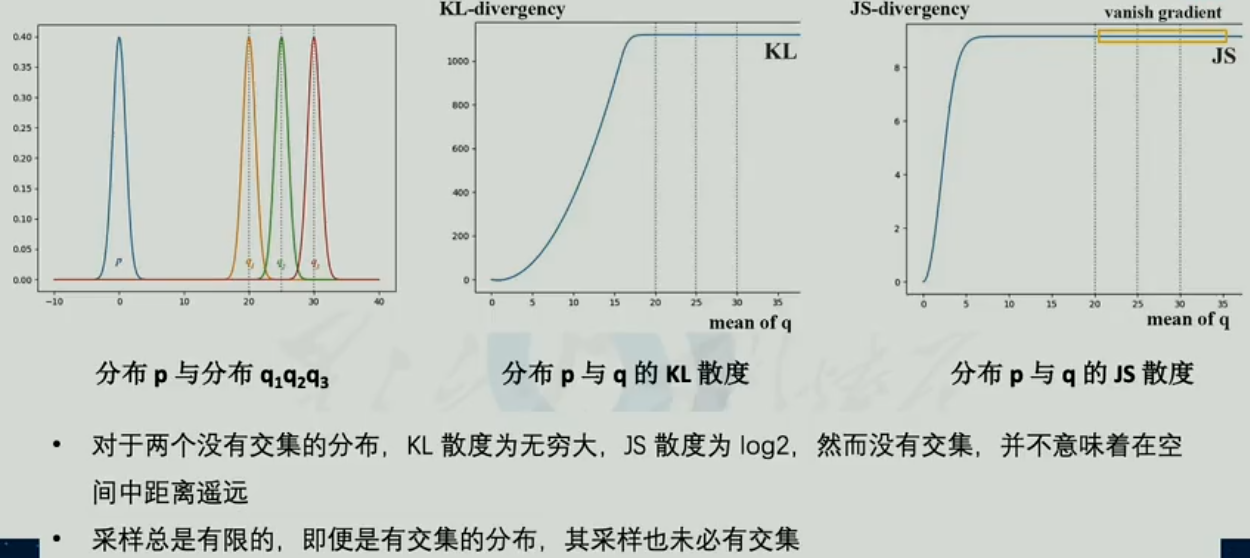 KL-divergency
JS-divergency
vanish gradient
0.40
0.35
0.30
0.25
0.20
0.15
0.10
0.05
0.00
p
q1
q2
q3
−10 0 10 20 30 40
KL
1000
800
600
400
200
0
0 5 10 15 20 25 30 35
mean of q
JS
8
6
4
2
0
0 5 10 15 20 25 30 35
mean of q
分布 p 与分布 q₁q₂q₃
分布 p 与 q 的 KL 散度
分布 p 与 q 的 JS 散度
• 对于两个没有交集的分布，KL 散度为无穷大，JS 散度为 log2，然而没有交集，并不意味着在空
间中距离遥远
• 采样总是有限的，即便是有交集的分布，其采样也未必有交集